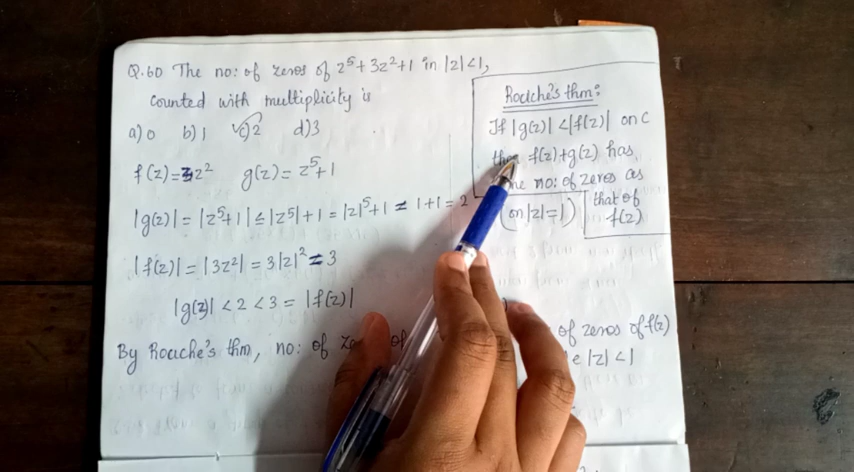 Q.60 The no: of zeros of z⁵+3z²+1 in |z|<1,
counted with multiplicity is
a) 0 b) 1 c) 2 d) 3
f(z)=3z² g(z)=z⁵+1
|g(z)| = |z⁵+1| ≤ |z⁵|+1 = |z|⁵+1 = 1+1 = 2 (on |z|=1)
|f(z)| = |3z²| = 3|z|² = 3
|g(z)| < 2 < 3 = |f(z)|
By Rouche's thm, no: of of zeros of f(z)
|z|<1
Rouche's thm:
If |g(z)| < |f(z)| on C
f(z)+g(z) has
no: of zeros as
that of
f(z)